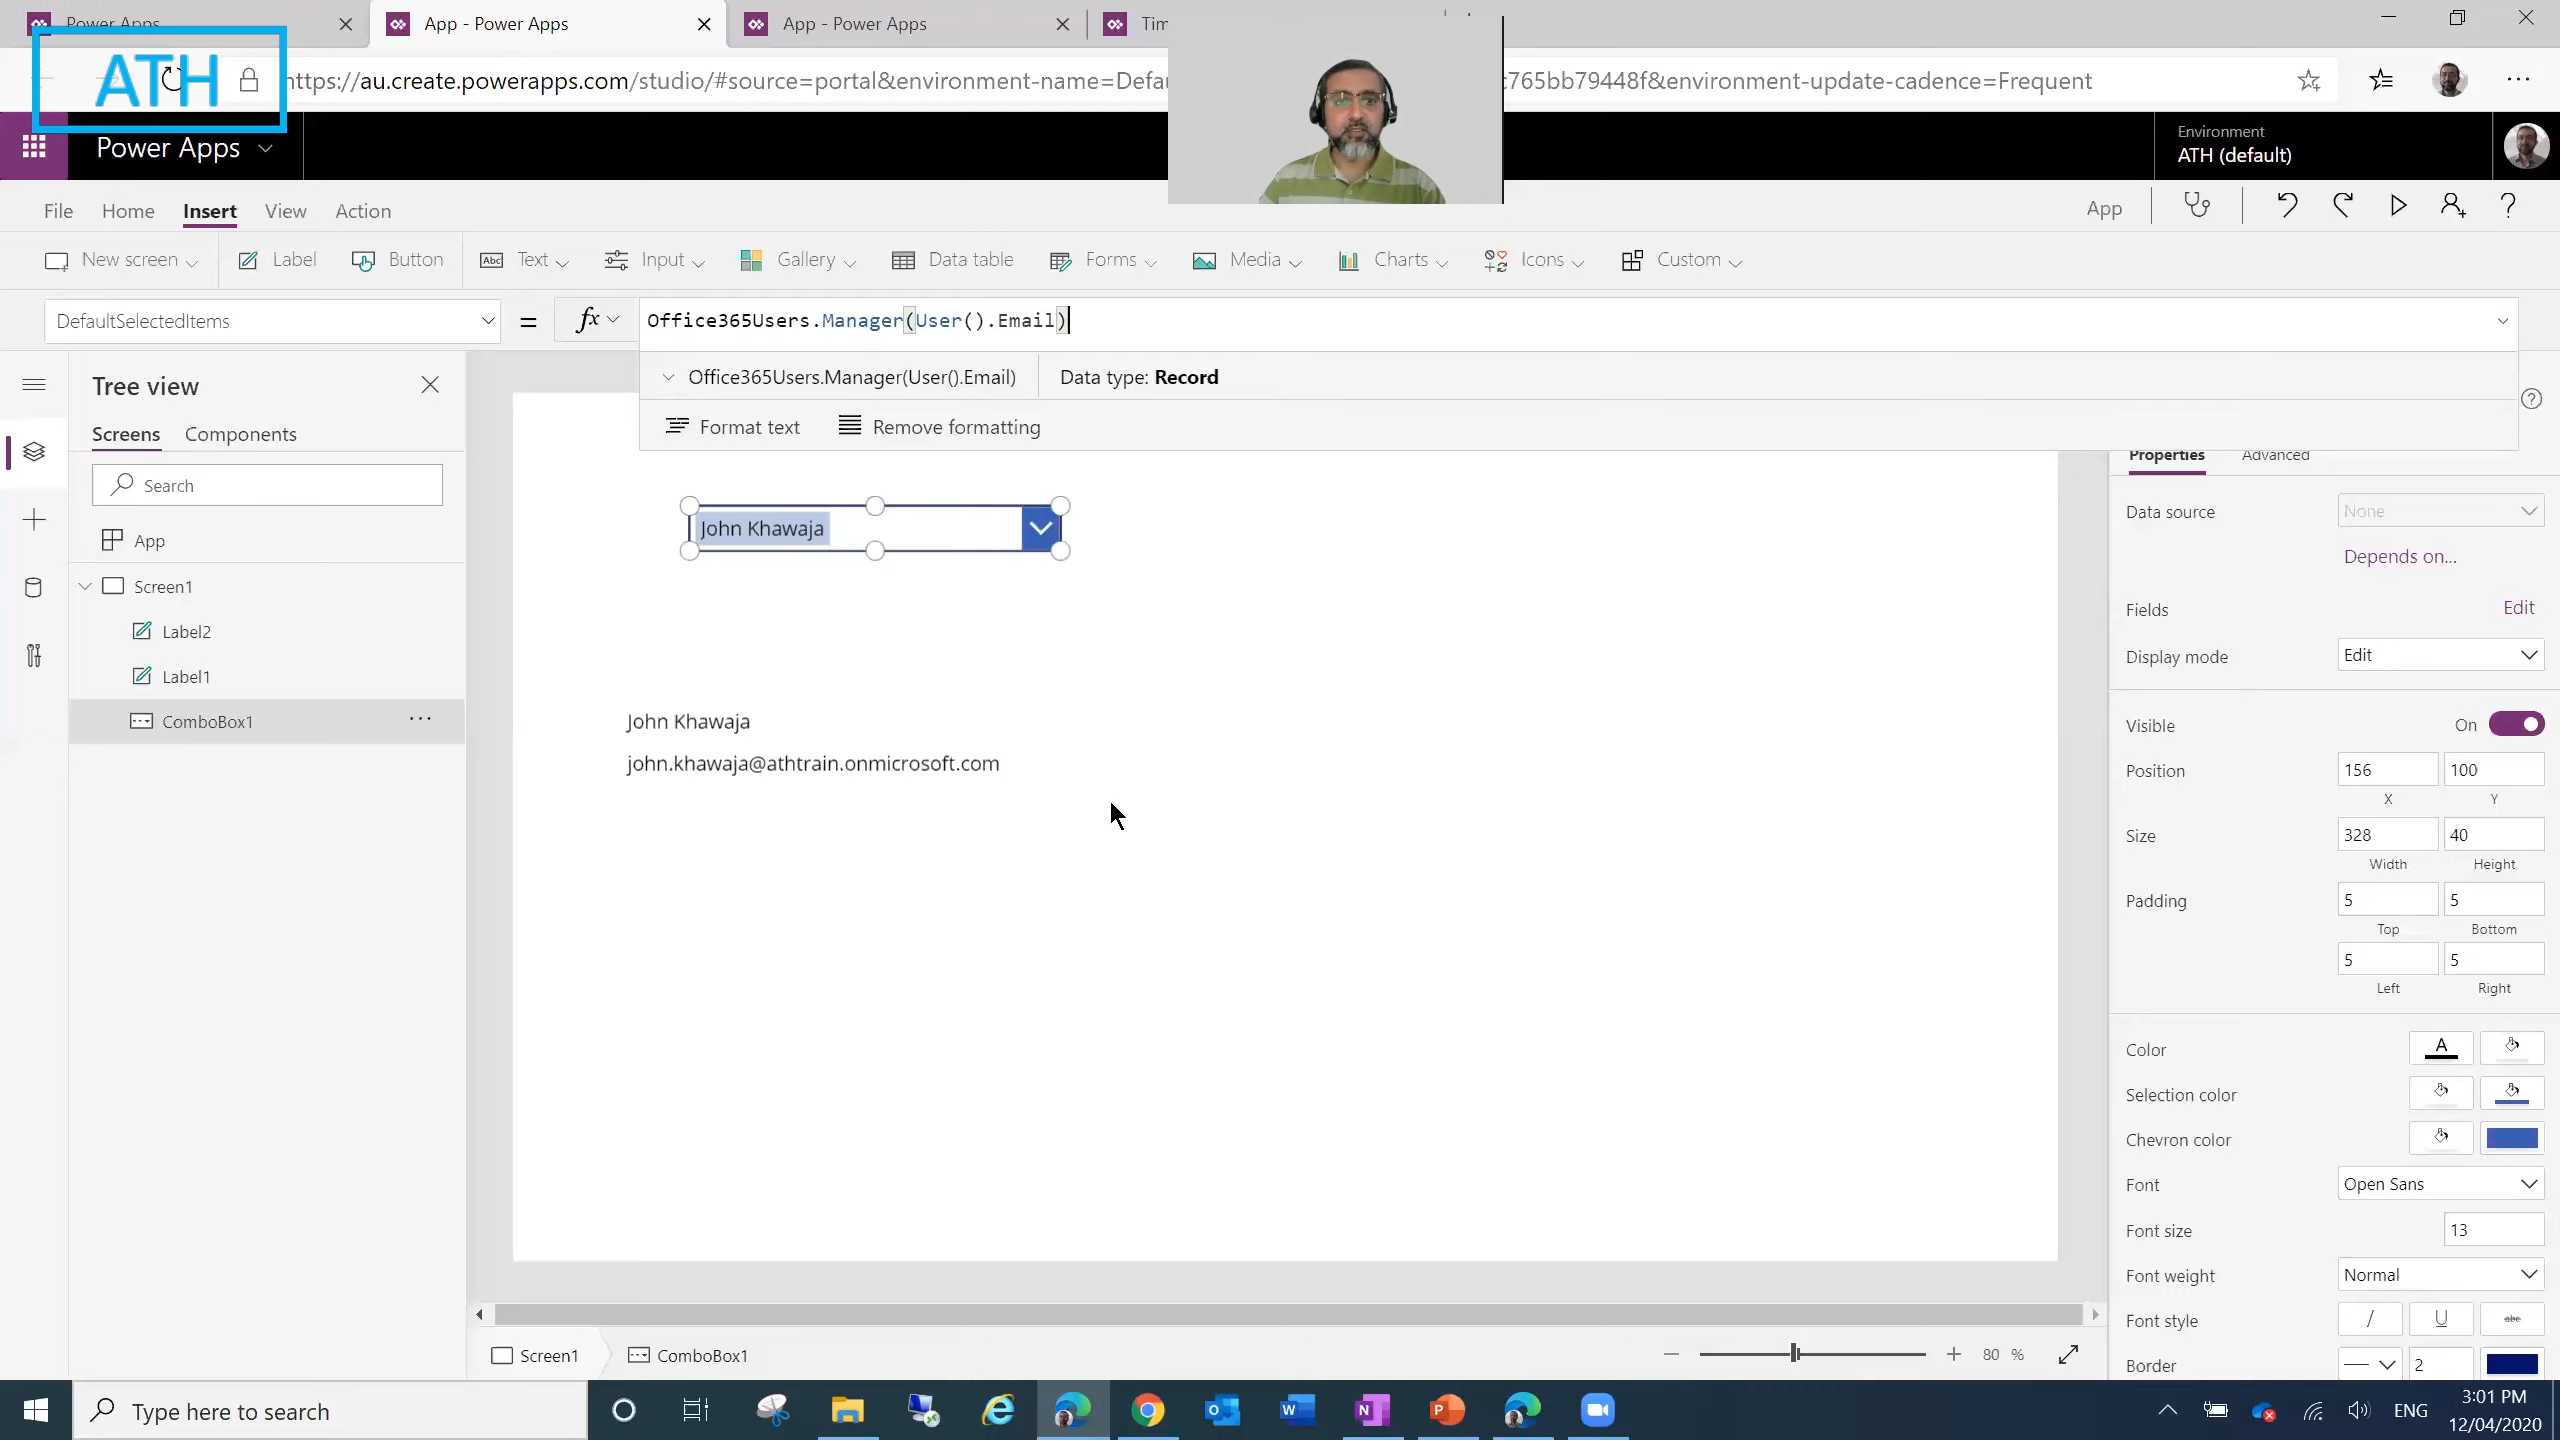 Power Apps
App - Power Apps
App - Power Apps
Tim
ATH
https://au.create.powerapps.com/studio/#source=portal&environment-name=Defau
c765bb79448f&environment-update-cadence=Frequent
Power Apps
Environment
ATH (default)
File Home Insert View Action
App
New screen Label Button Text Input Gallery Data table Forms Media Charts Icons Custom
DefaultSelectedItems = fx Office365Users.Manager(User().Email)
Office365Users.Manager(User().Email) Data type: Record
Format text Remove formatting
Tree view
Screens Components
Search
App
Screen1
Label2
Label1
ComboBox1
John Khawaja
John Khawaja
john.khawaja@athtrain.onmicrosoft.com
Properties Advanced
Data source None
Depends on...
Fields Edit
Display mode Edit
Visible On
Position 156 100
X Y
Size 328 40
Width Height
Padding 5 5
Top Bottom
5 5
Left Right
Color A
Selection color
Chevron color
Font Open Sans
Font size 13
Font weight Normal
Font style / U abc
Border 2
Screen1 ComboBox1
80 %
Type here to search
ENG
3:01 PM
12/04/2020